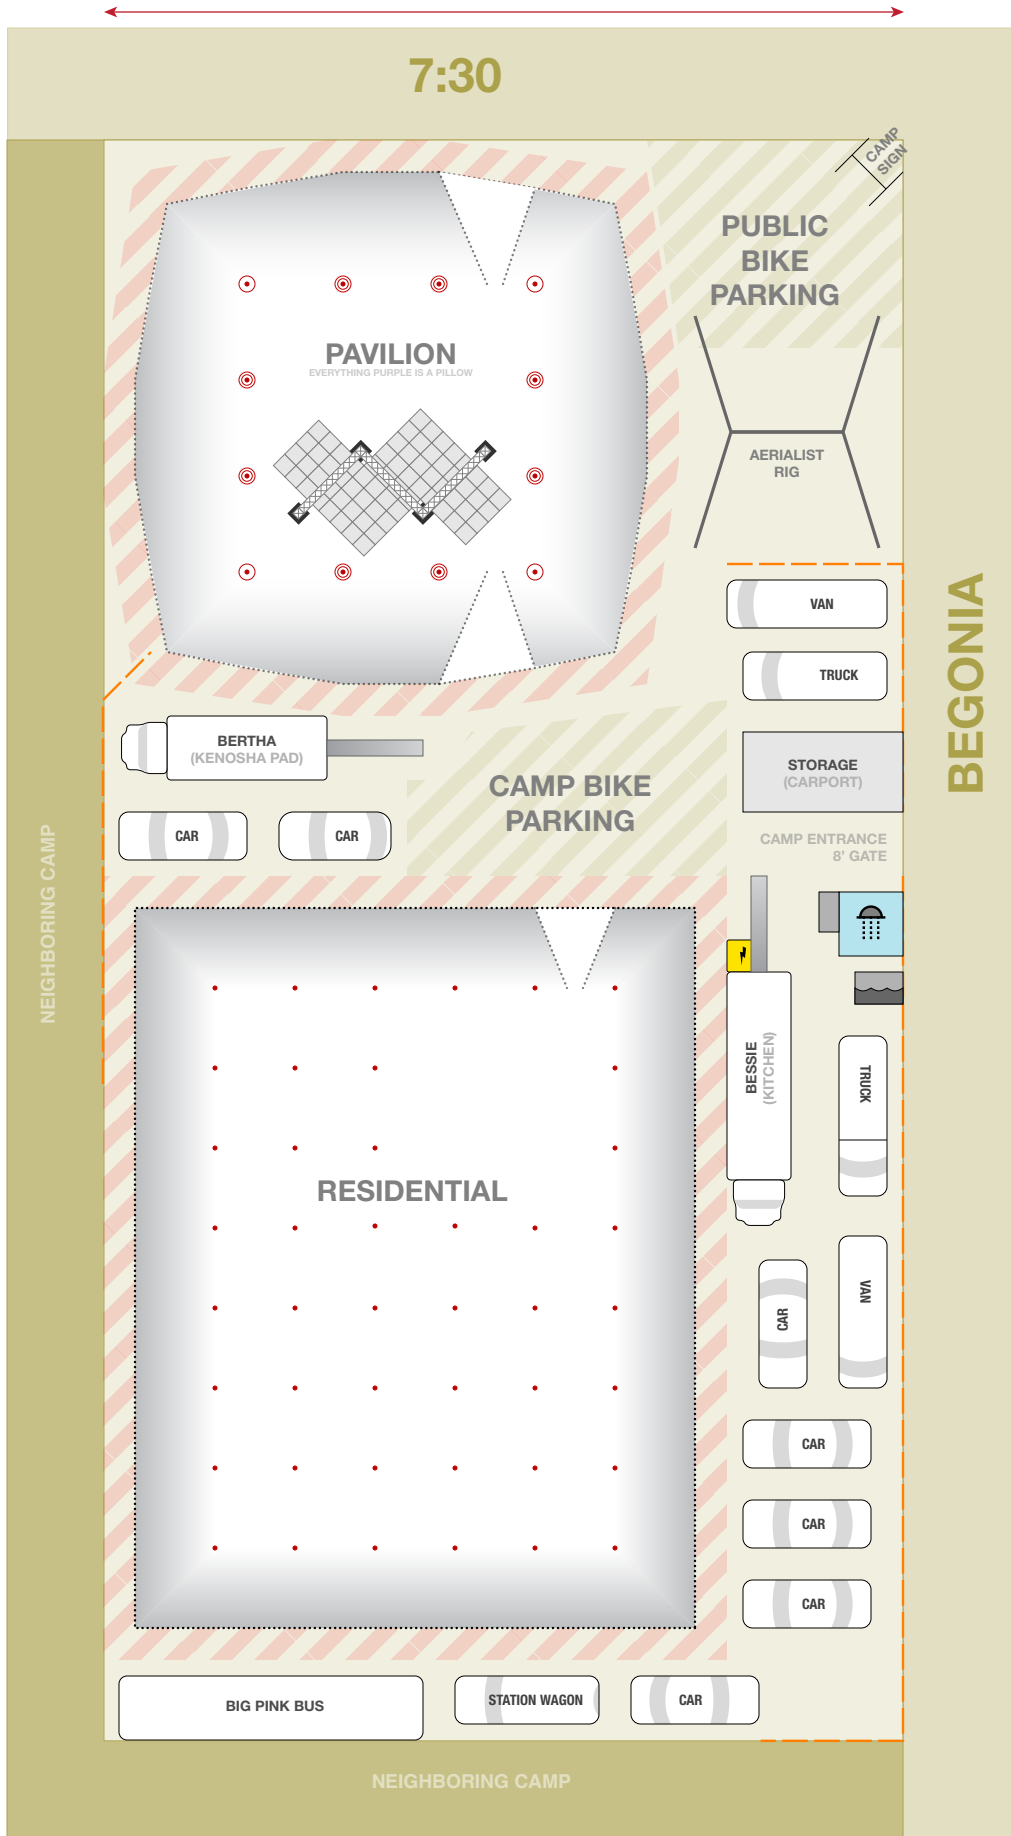 7:30
CAMP
SIGN
PUBLIC
BIKE
PARKING
PAVILION
EVERYTHING PURPLE IS A PILLOW
AERIALIST
RIG
VAN
TRUCK
BEGONIA
BERTHA
(KENOSHA PAD)
STORAGE
(CARPORT)
CAMP BIKE
PARKING
CAR
CAR
CAMP ENTRANCE
8' GATE
NEIGHBORING CAMP
BESSIE
(KITCHEN)
TRUCK
RESIDENTIAL
VAN
CAR
CAR
CAR
CAR
BIG PINK BUS
STATION WAGON
CAR
NEIGHBORING CAMP